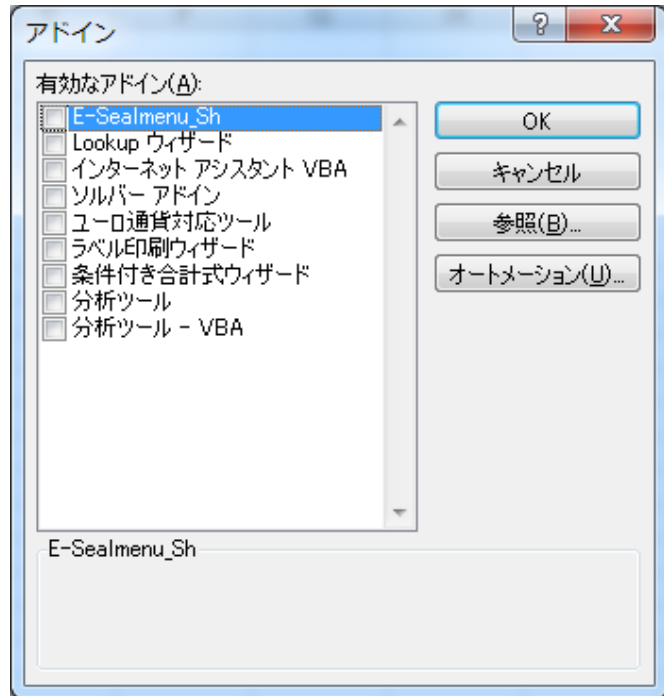 アドイン
有効なアドイン(A):
E-Sealmenu_Sh
Lookup ウィザード
インターネット アシスタント VBA
ソルバー アドイン
ユーロ通貨対応ツール
ラベル印刷ウィザード
条件付き合計式ウィザード
分析ツール
分析ツール - VBA
OK
キャンセル
参照(B)...
オートメーション(U)...
E-Sealmenu_Sh